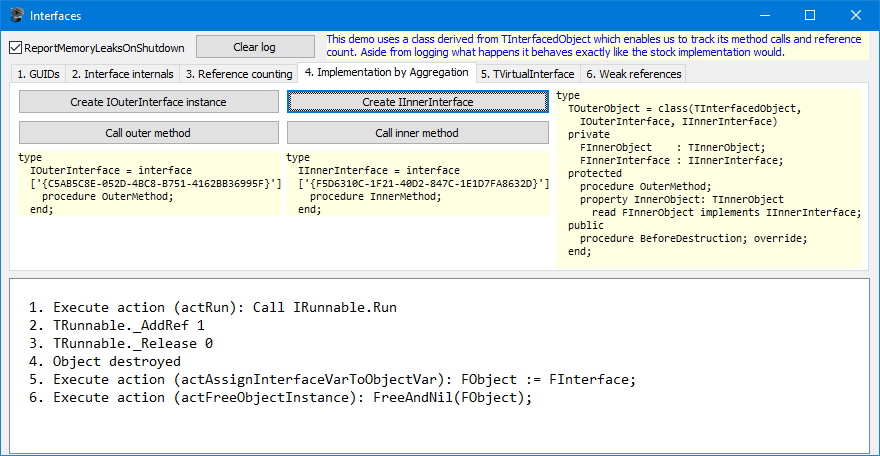 Interfaces
ReportMemoryLeaksOnShutdown
Clear log
This demo uses a class derived from TInterfacedObject which enables us to track its method calls and reference
count. Aside from logging what happens it behaves exactly like the stock implementation would.
1. GUIDs
2. Interface internals
3. Reference counting
4. Implementation by Aggregation
5. TVirtualInterface
6. Weak references
Create IOuterInterface instance
Create IInnerInterface
Call outer method
Call inner method
type
IOuterInterface = interface
['{C5AB5C8E-052D-4BC8-B751-4162BB36995F}']
procedure OuterMethod;
end;
type
IInnerInterface = interface
['{F5D6310C-1F21-40D2-847C-1E1D7FA8632D}']
procedure InnerMethod;
end;
type
TOuterObject = class(TInterfacedObject,
IOuterInterface, IInnerInterface)
private
FInnerObject    : TInnerObject;
FInnerInterface : IInnerInterface;
protected
procedure OuterMethod;
property InnerObject: TInnerObject
read FInnerObject implements IInnerInterface;
public
procedure BeforeDestruction; override;
end;
1. Execute action (actRun): Call IRunnable.Run
2. TRunnable._AddRef 1
3. TRunnable._Release 0
4. Object destroyed
5. Execute action (actAssignInterfaceVarToObjectVar): FObject := FInterface;
6. Execute action (actFreeObjectInstance): FreeAndNil(FObject);